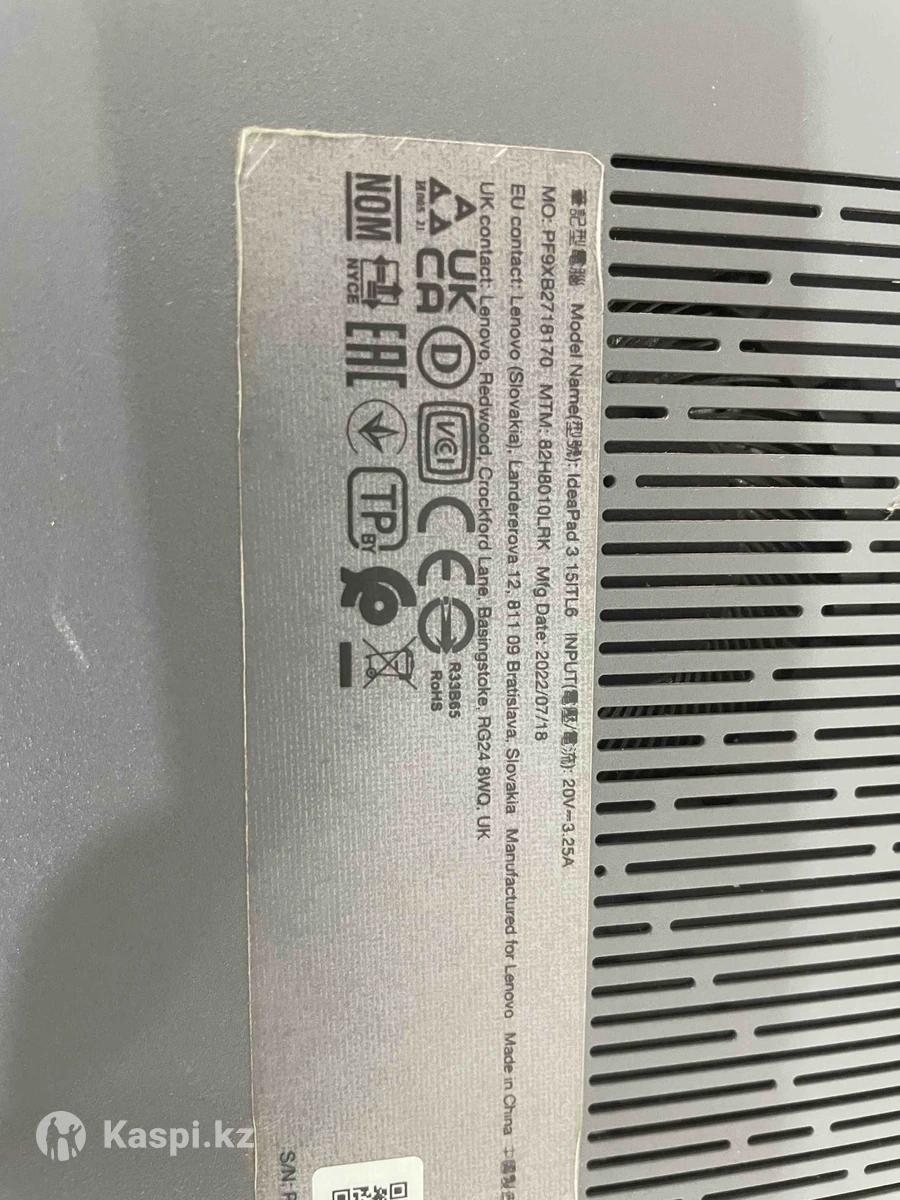 筆記型電腦 Model Name(型號): IdeaPad 3 15ITL6 INPUT(電壓/電流): 20V⎓3.25A
MO: PF9XB2718170 MTM: 82H8010LRK Mfg Date: 2022/07/18
EU contact: Lenovo (Slovakia), Landererova 12, 811 09 Bratislava, Slovakia Manufactured for Lenovo Made in China 中國製
UK contact: Lenovo, Redwood, Crockford Lane, Basingstoke, RG24 8WQ, UK
UK CA D VCI CE R33B65 RoHS
NOM NYCE EAC TP BY
S/N:
Kaspi.kz